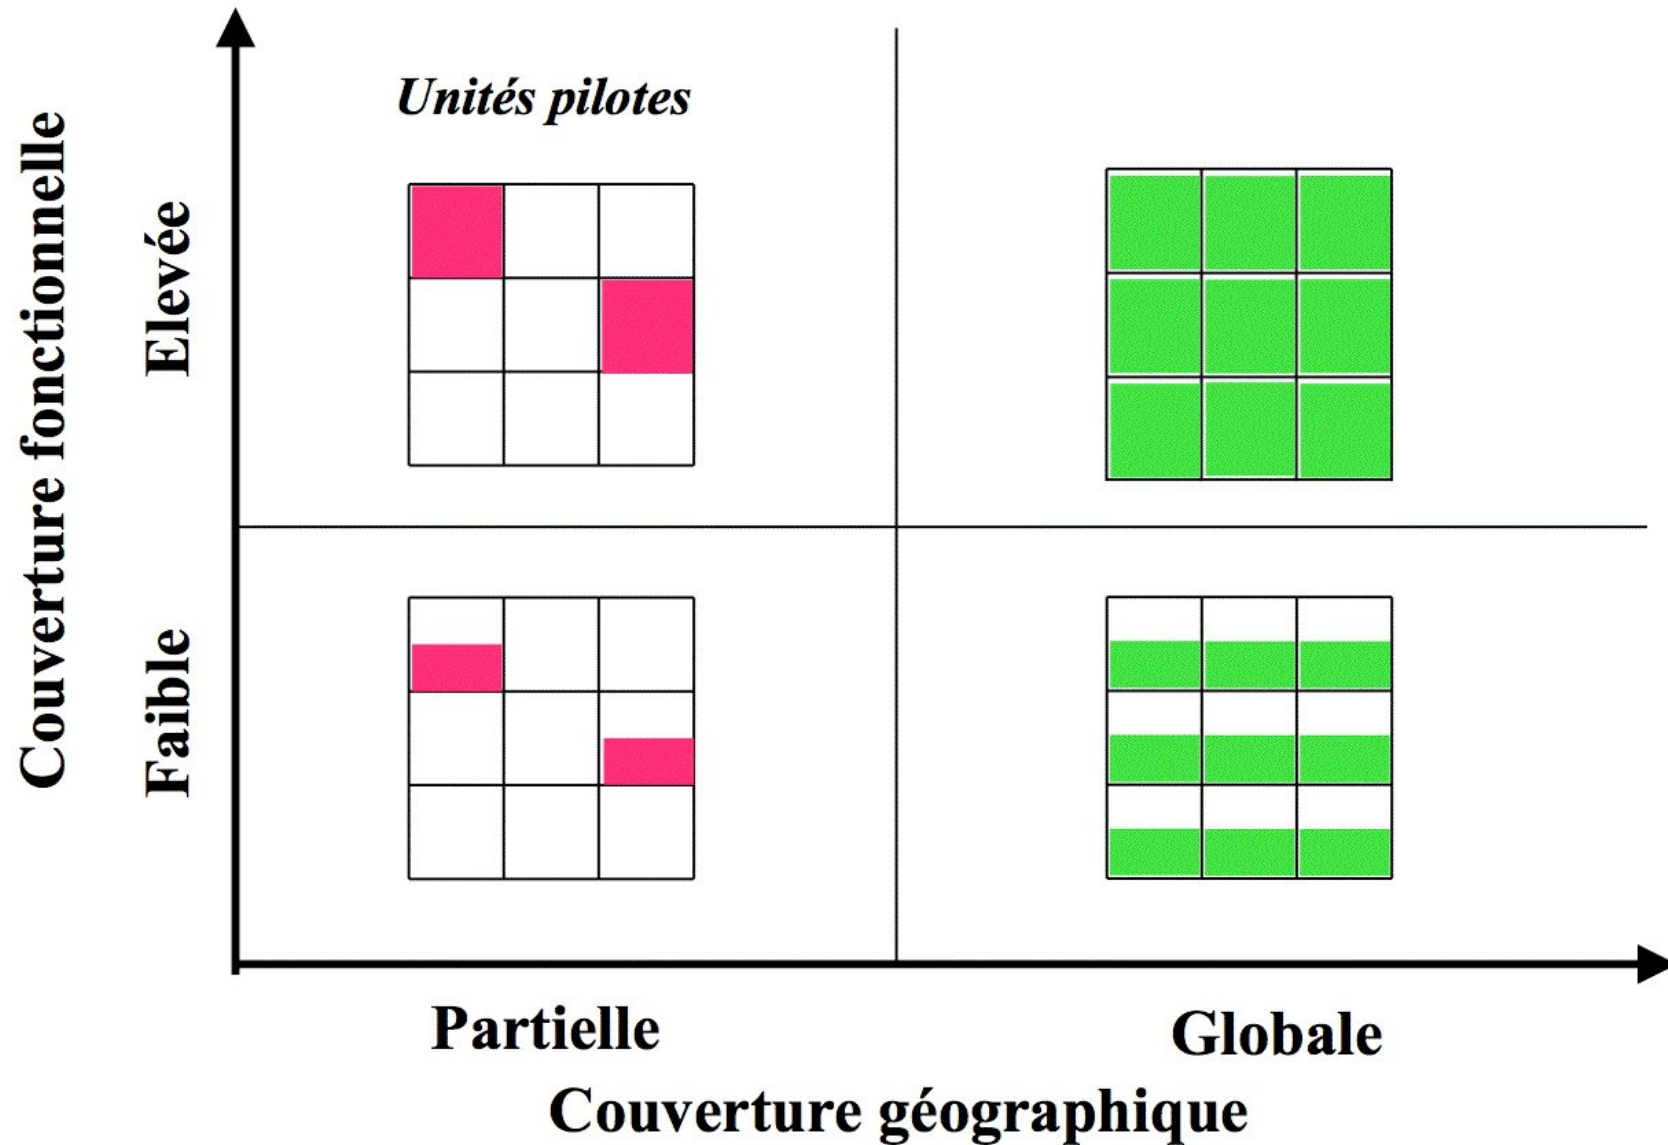 Unités pilotes
Couverture fonctionnelle
Elevée
Faible
Partielle
Globale
Couverture géographique